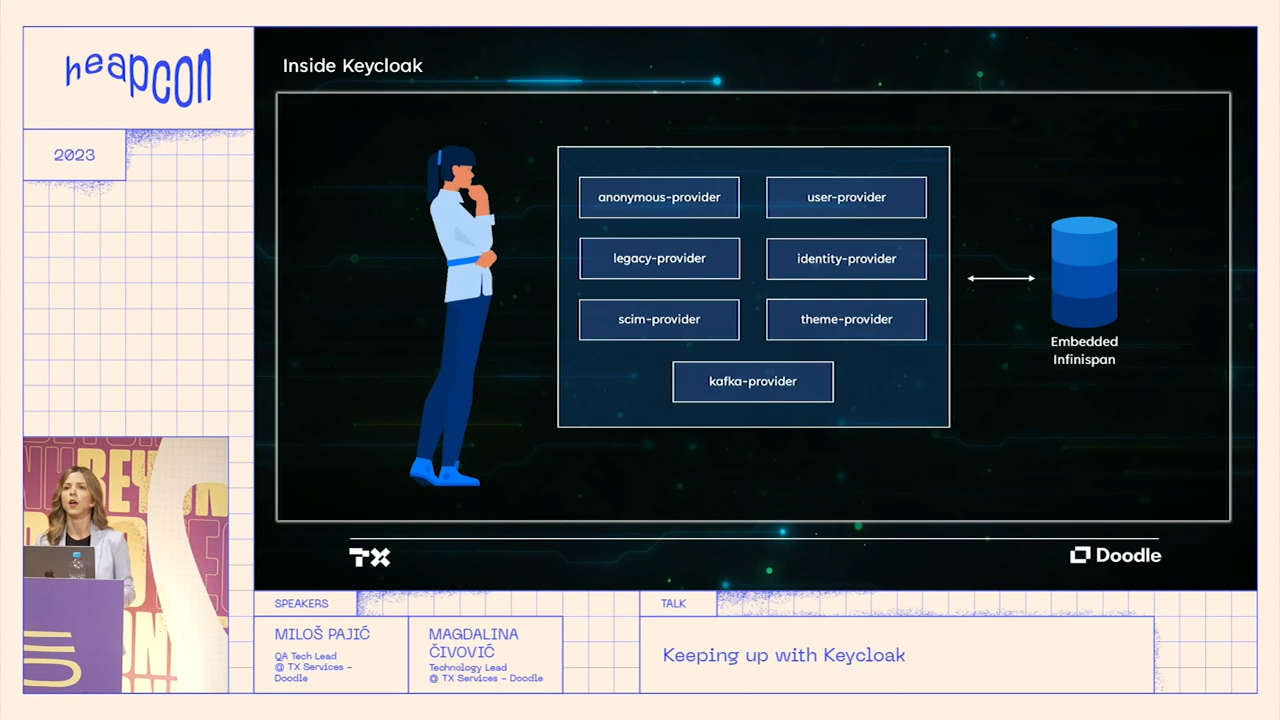 heapcon
2023
Inside Keycloak
anonymous-provider
user-provider
legacy-provider
identity-provider
scim-provider
theme-provider
kafka-provider
Embedded
Infinispan
TX
Doodle
SPEAKERS
MILOŠ PAJIĆ
QA Tech Lead
@ TX Services –
Doodle
MAGDALINA
ČIVOVIĆ
Technology Lead
@ TX Services – Doodle
TALK
Keeping up with Keycloak